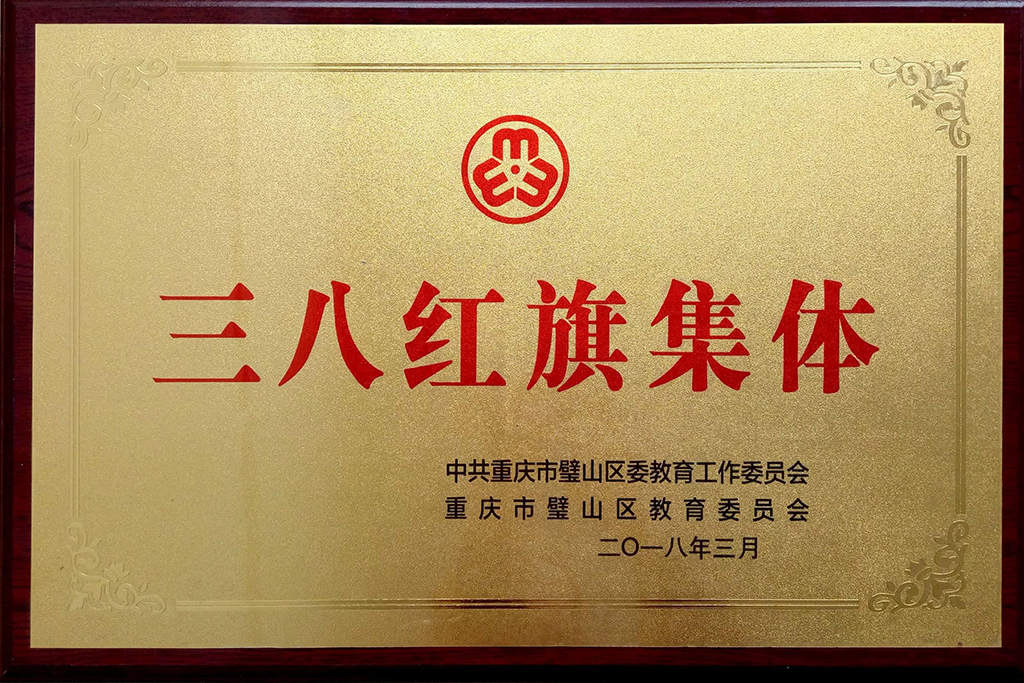 三八红旗集体
中共重庆市璧山区委教育工作委员会
重庆市璧山区教育委员会
二〇一八年三月